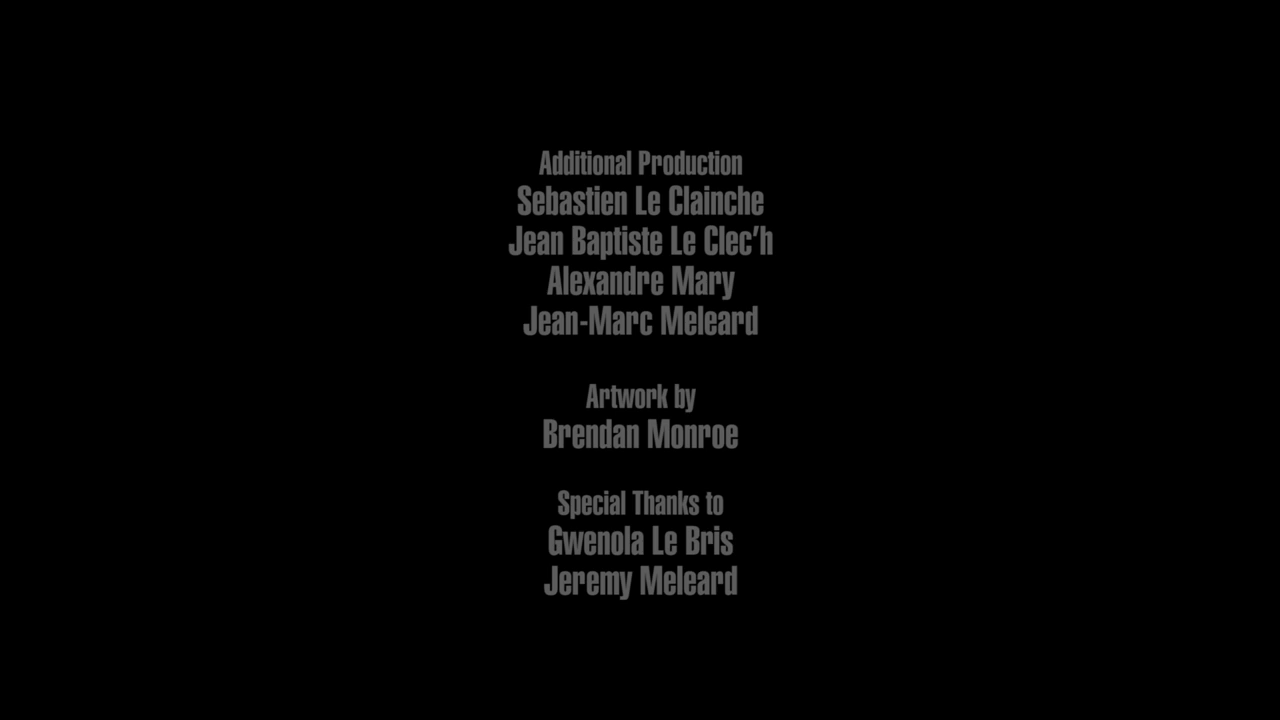 Additional Production
Sebastien Le Clainche
Jean Baptiste Le Clec'h
Alexandre Mary
Jean-Marc Meleard
Artwork by
Brendan Monroe
Special Thanks to
Gwenola Le Bris
Jeremy Meleard